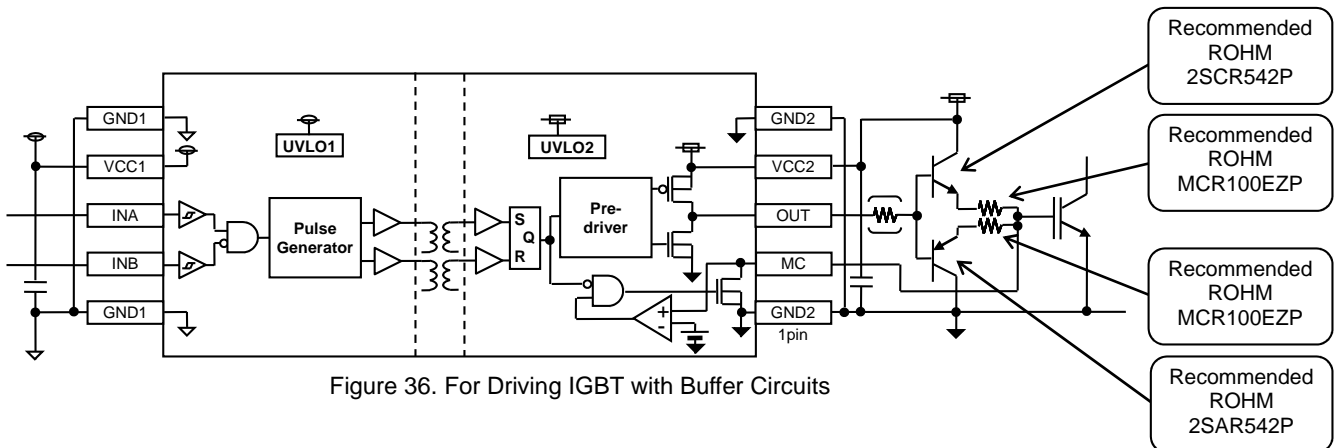 Recommended
ROHM
2SCR542P
Recommended
ROHM
MCR100EZP
Recommended
ROHM
MCR100EZP
Recommended
ROHM
2SAR542P
GND1
VCC1
INA
INB
GND1
UVLO1
Pulse
Generator
S
Q
R
UVLO2
Pre-
driver
+
-
GND2
VCC2
OUT
MC
GND2
1pin
Figure 36. For Driving IGBT with Buffer Circuits